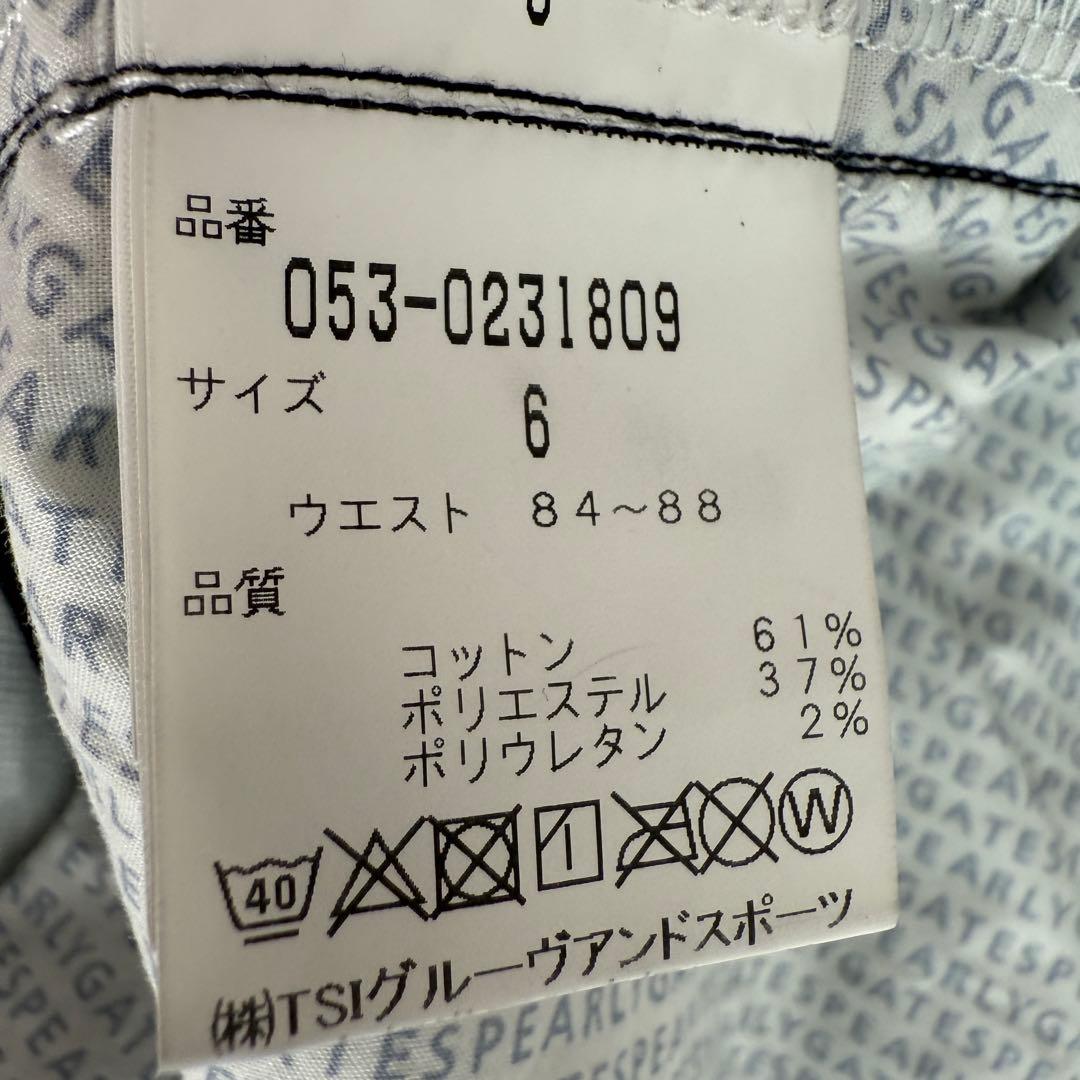 品番
053-0231809
サイズ
6
ウエスト 84~88
品質
コットン 61%
ポリエステル 37%
ポリウレタン 2%
40
W
(株)TSIグルーヴアンドスポーツ
PEARLYGATES